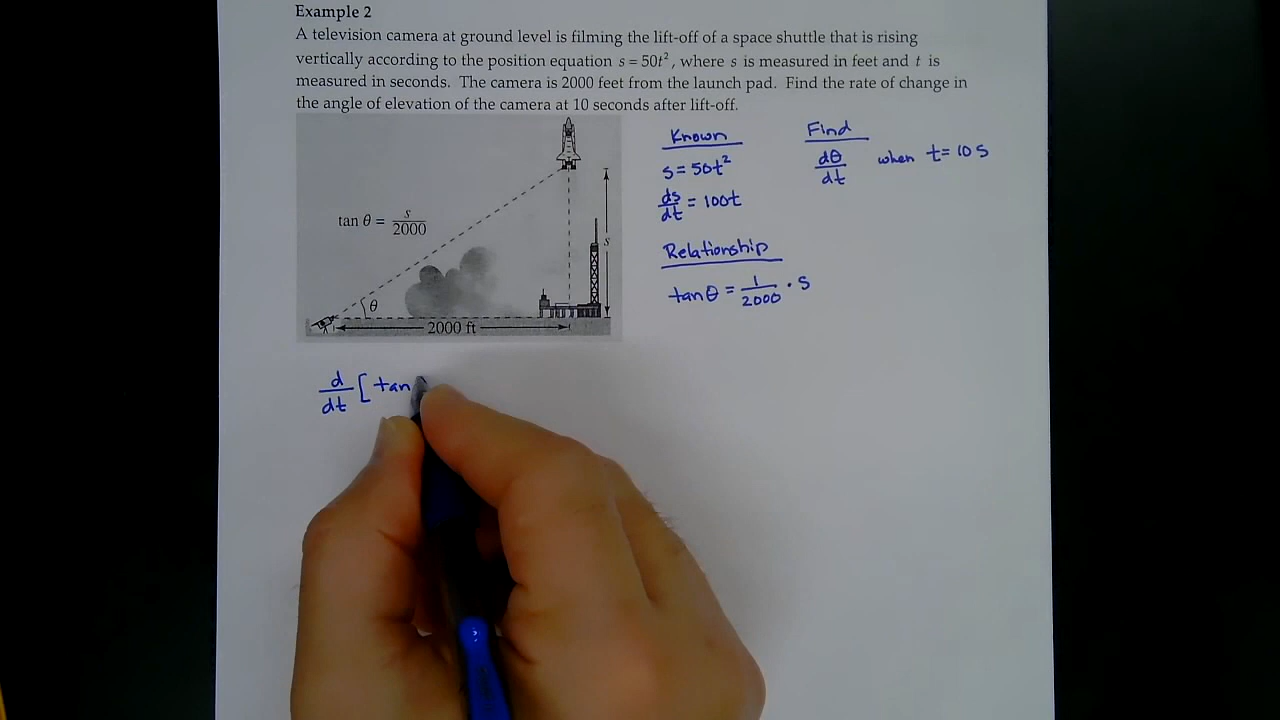 Example 2
A television camera at ground level is filming the lift-off of a space shuttle that is rising
vertically according to the position equation s = 50t², where s is measured in feet and t is
measured in seconds. The camera is 2000 feet from the launch pad. Find the rate of change in
the angle of elevation of the camera at 10 seconds after lift-off.
Known
s = 50t²
ds/dt = 100t
Find
dθ/dt when t = 10 s
Relationship
tan θ = 1/2000 · s
tan θ = s/2000
s
θ
2000 ft
d/dt [ tan